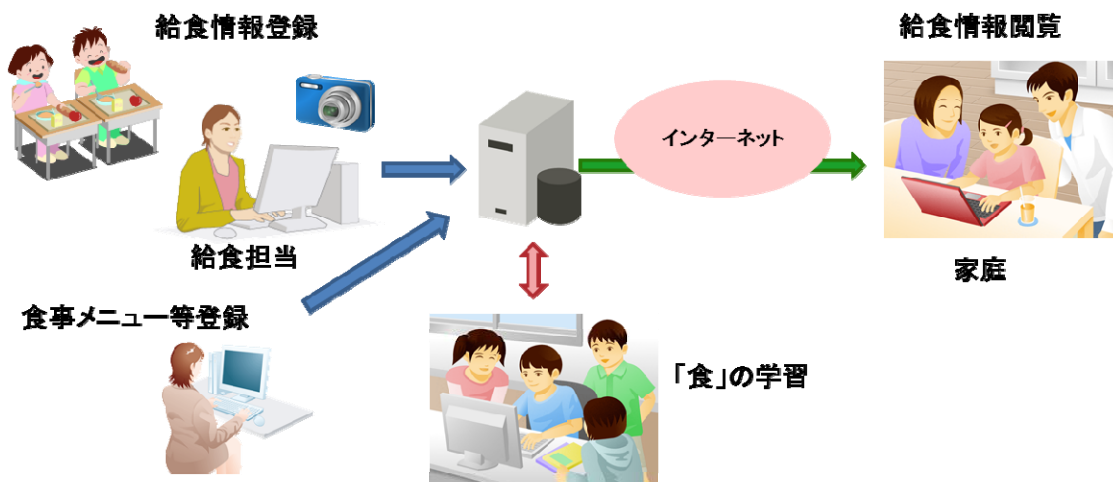 給食情報登録
給食情報閲覧
インターネット
給食担当
家庭
食事メニュー等登録
「食」の学習